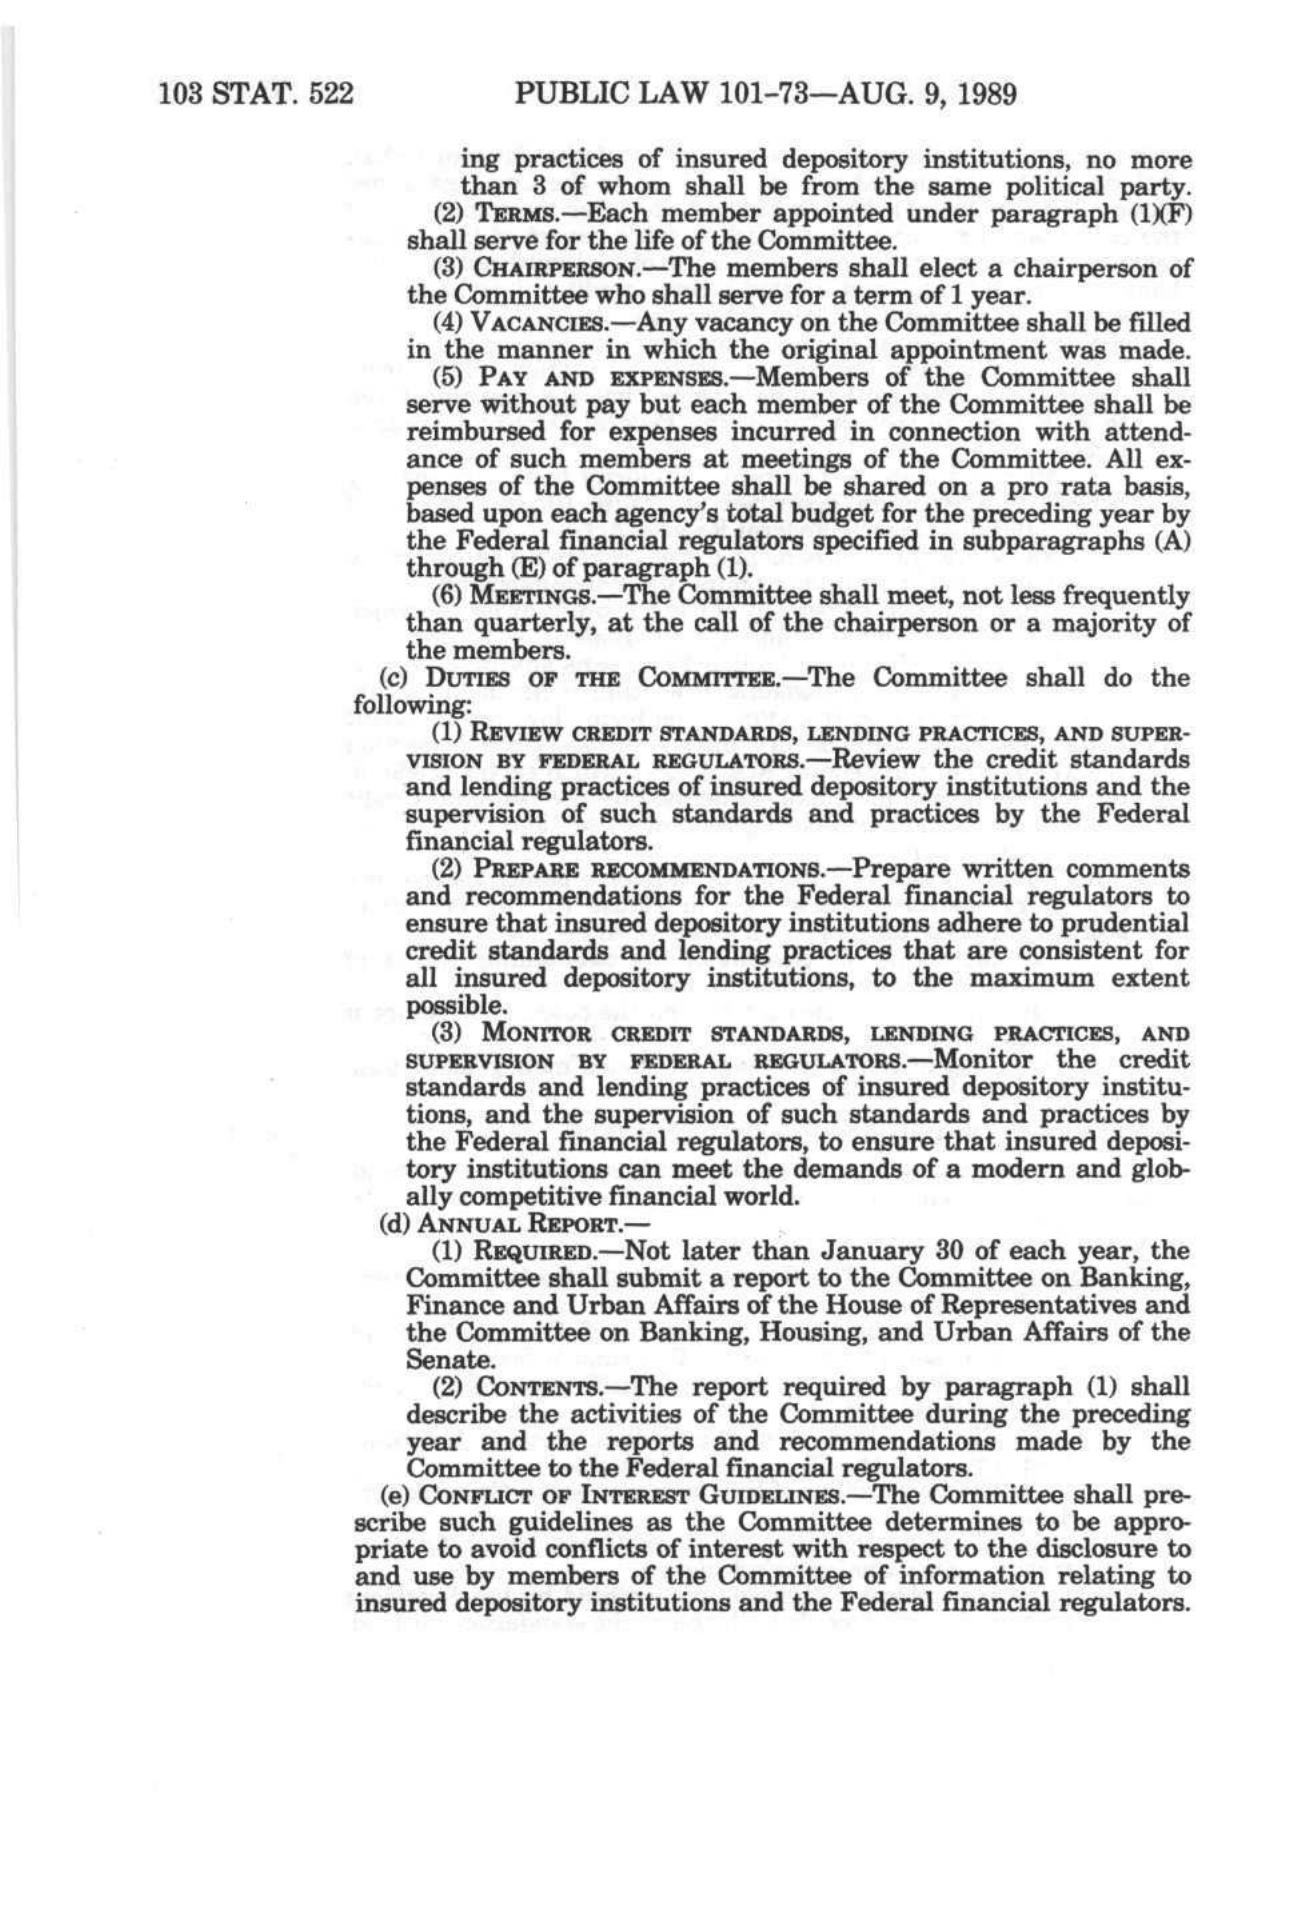 103 STAT. 522 PUBLIC LAW 101-73—AUG. 9, 1989
ing practices of insured depository institutions, no more
than 3 of whom shall be from the same political party.
(2) TERMS.—Each member appointed under paragraph (1)(F)
shall serve for the life of the Committee.
(3) CHAIRPERSON.—The members shall elect a chairperson of
the Committee who shall serve for a term of 1 year.
(4) VACANCIES.—Any vacancy on the Committee shall be filled
in the manner in which the original appointment was made.
(5) PAY AND EXPENSES.—Members of the Committee shall
serve without pay but each member of the Committee shall be
reimbursed for expenses incurred in connection with attend-
ance of such members at meetings of the Committee. All ex-
penses of the Committee shall be shared on a pro rata basis,
based upon each agency's total budget for the preceding year by
the Federal financial regulators specified in subparagraphs (A)
through (E) of paragraph (1).
(6) MEETINGS.—The Committee shall meet, not less frequently
than quarterly, at the call of the chairperson or a majority of
the members.
(c) DUTIES OF THE COMMITTEE.—The Committee shall do the
following:
(1) REVIEW CREDIT STANDARDS, LENDING PRACTICES, AND SUPER-
VISION BY FEDERAL REGULATORS.—Review the credit standards
and lending practices of insured depository institutions and the
supervision of such standards and practices by the Federal
financial regulators.
(2) PREPARE RECOMMENDATIONS.—Prepare written comments
and recommendations for the Federal financial regulators to
ensure that insured depository institutions adhere to prudential
credit standards and lending practices that are consistent for
all insured depository institutions, to the maximum extent
possible.
(3) MONITOR CREDIT STANDARDS, LENDING PRACTICES, AND
SUPERVISION BY FEDERAL REGULATORS.—Monitor the credit
standards and lending practices of insured depository institu-
tions, and the supervision of such standards and practices by
the Federal financial regulators, to ensure that insured deposi-
tory institutions can meet the demands of a modern and glob-
ally competitive financial world.
(d) ANNUAL REPORT.—
(1) REQUIRED.—Not later than January 30 of each year, the
Committee shall submit a report to the Committee on Banking,
Finance and Urban Affairs of the House of Representatives and
the Committee on Banking, Housing, and Urban Affairs of the
Senate.
(2) CONTENTS.—The report required by paragraph (1) shall
describe the activities of the Committee during the preceding
year and the reports and recommendations made by the
Committee to the Federal financial regulators.
(e) CONFLICT OF INTEREST GUIDELINES.—The Committee shall pre-
scribe such guidelines as the Committee determines to be appro-
priate to avoid conflicts of interest with respect to the disclosure to
and use by members of the Committee of information relating to
insured depository institutions and the Federal financial regulators.